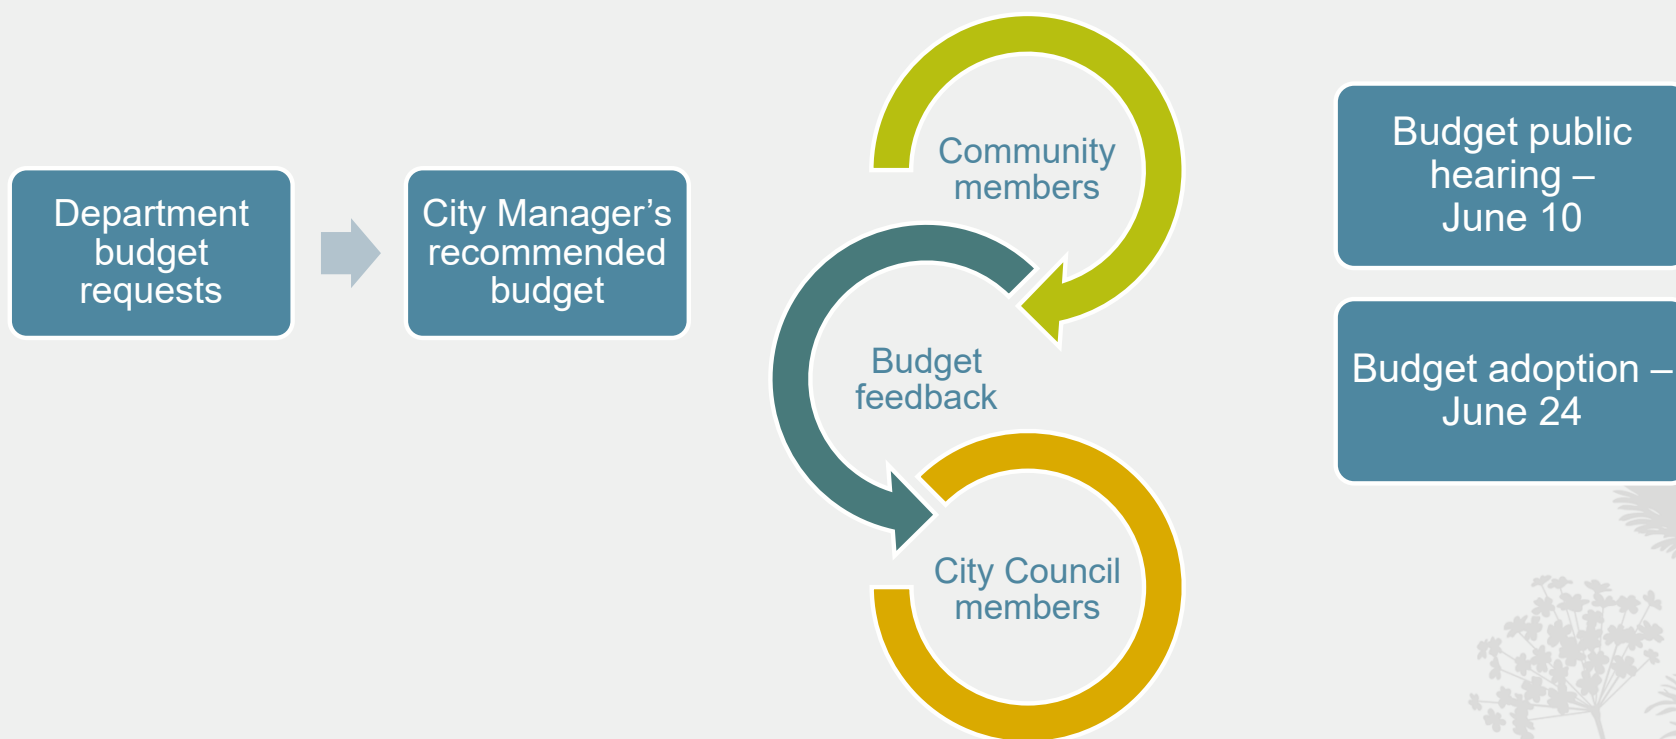 Department
budget
requests
City Manager’s
recommended
budget
Community
members
Budget
feedback
City Council
members
Budget public
hearing –
June 10
Budget adoption –
June 24